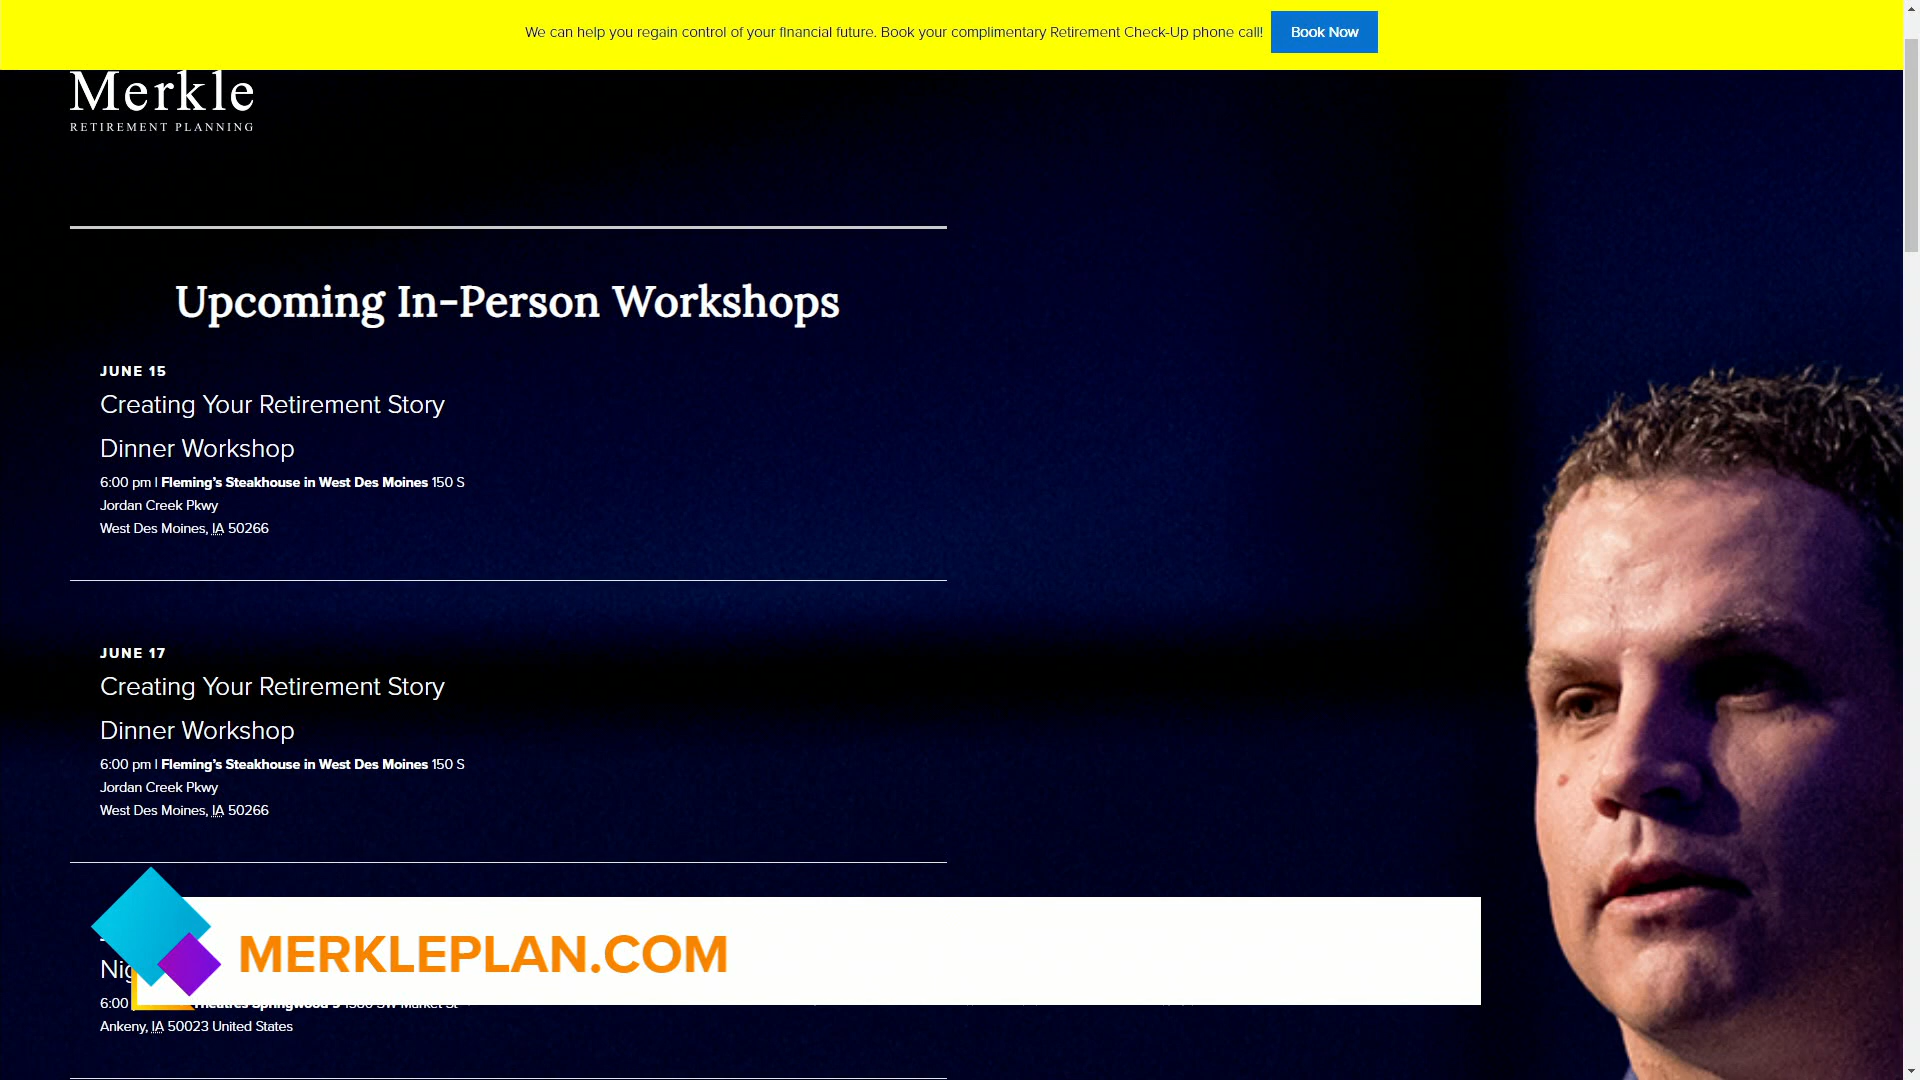 We can help you regain control of your financial future. Book your complimentary Retirement Check-Up phone call!
Book Now
Merkle
RETIREMENT PLANNING
Upcoming In-Person Workshops
JUNE 15
Creating Your Retirement Story
Dinner Workshop
6:00 pm | Fleming's Steakhouse in West Des Moines 150 S
Jordan Creek Pkwy
West Des Moines, IA 50266
JUNE 17
Creating Your Retirement Story
Dinner Workshop
6:00 pm | Fleming's Steakhouse in West Des Moines 150 S
Jordan Creek Pkwy
West Des Moines, IA 50266
MERKLEPLAN.COM
6:00
Ankeny, IA 50023 United States